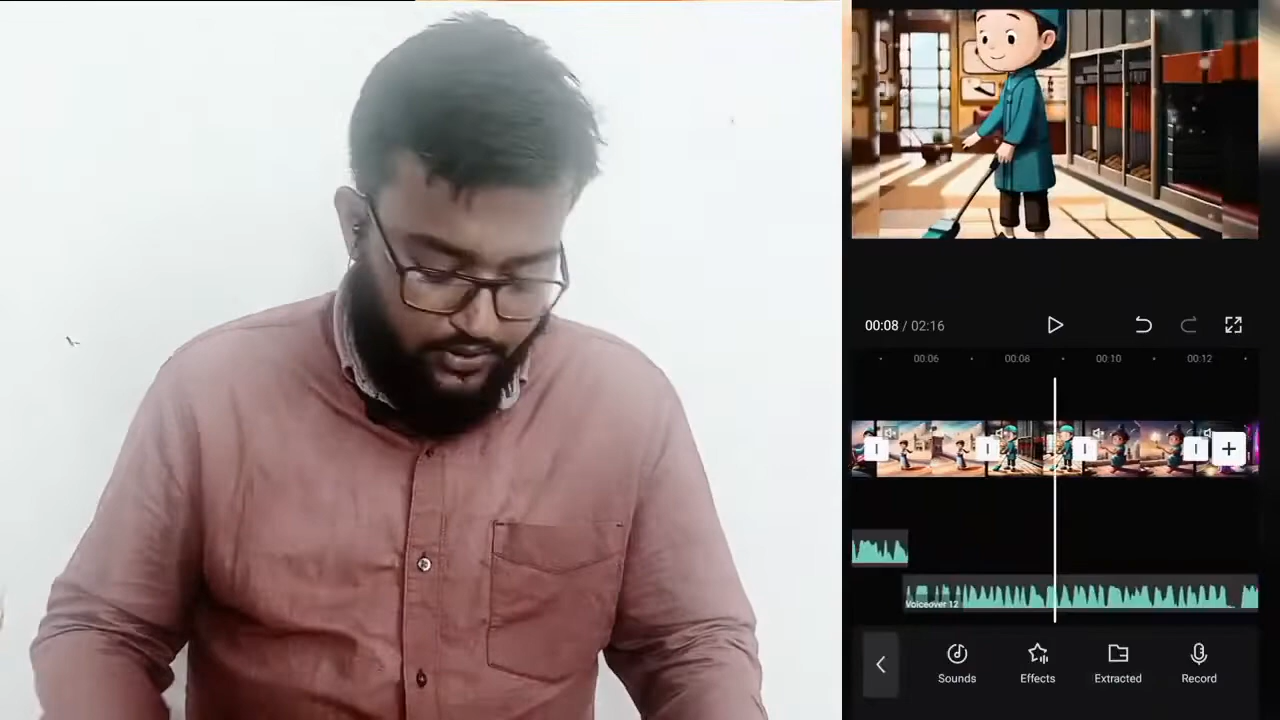 00:08 / 02:16
00:06
00:08
00:10
00:12
Voiceover 12
Sounds
Effects
Extracted
Record